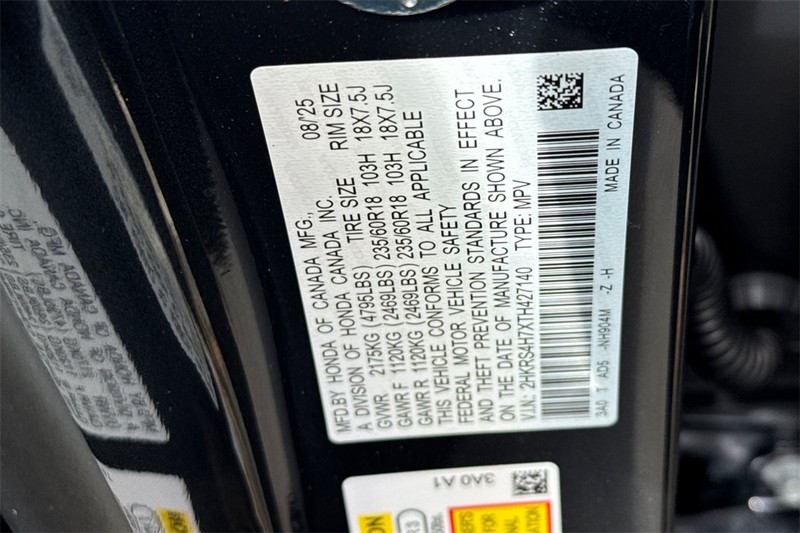 MFD.BY HONDA OF CANADA MFG., 08/25
A DIVISION OF HONDA CANADA INC. TIRE SIZE RIM SIZE
GVWR 2175KG (4795LBS)
GAWR F 1120KG (2469LBS) 235/60R18 103H 18X7.5J
GAWR R 1120KG (2469LBS) 235/60R18 103H 18X7.5J
THIS VEHICLE CONFORMS TO ALL APPLICABLE
FEDERAL MOTOR VEHICLE SAFETY
AND THEFT PREVENTION STANDARDS IN EFFECT
ON THE DATE OF MANUFACTURE SHOWN ABOVE.
V.I.N.: 2HKRS4H7XTH427140 TYPE: MPV
3A0 T AD5 -NH904M -Z -H MADE IN CANADA
3A0 A1